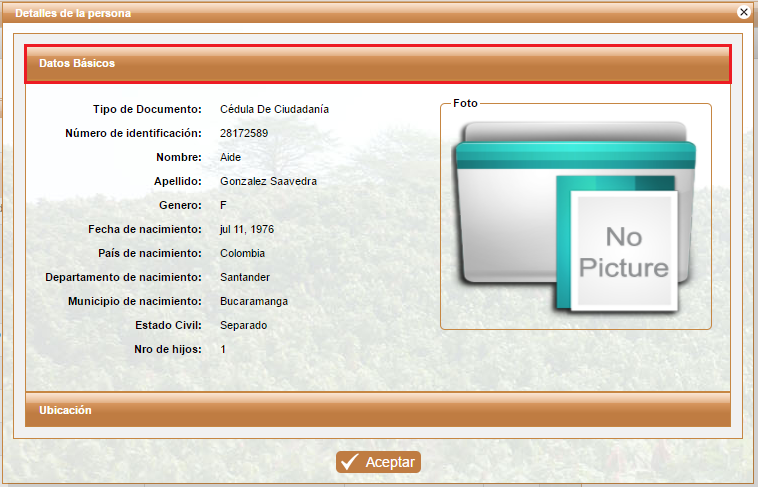 Detalles de la persona
Datos Básicos
Tipo de Documento: Cédula De Ciudadanía
Número de identificación: 28172589
Nombre: Aide
Apellido: Gonzalez Saavedra
Genero: F
Fecha de nacimiento: jul 11, 1976
País de nacimiento: Colombia
Departamento de nacimiento: Santander
Municipio de nacimiento: Bucaramanga
Estado Civil: Separado
Nro de hijos: 1
Foto
No
Picture
Ubicación
Aceptar